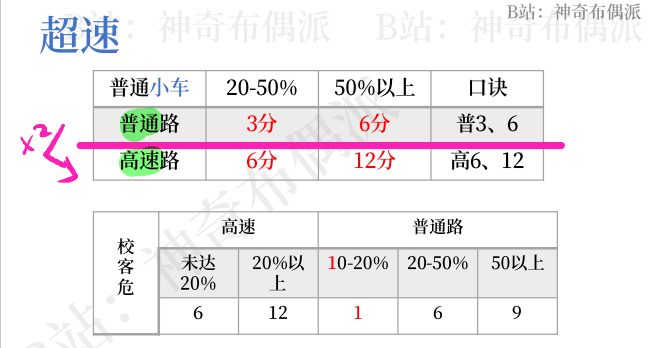 B站：神奇布偶派
B站：神奇布偶派 B站：神奇布偶派
超速
普通小车 20-50% 50%以上 口诀
普通路 3分 6分 普3、6
×2
高速路 6分 12分 高6、12
神奇布偶派
校客危 高速 普通路
未达20% 20%以上 10-20% 20-50% 50以上
6 12 1 6 9
B站：